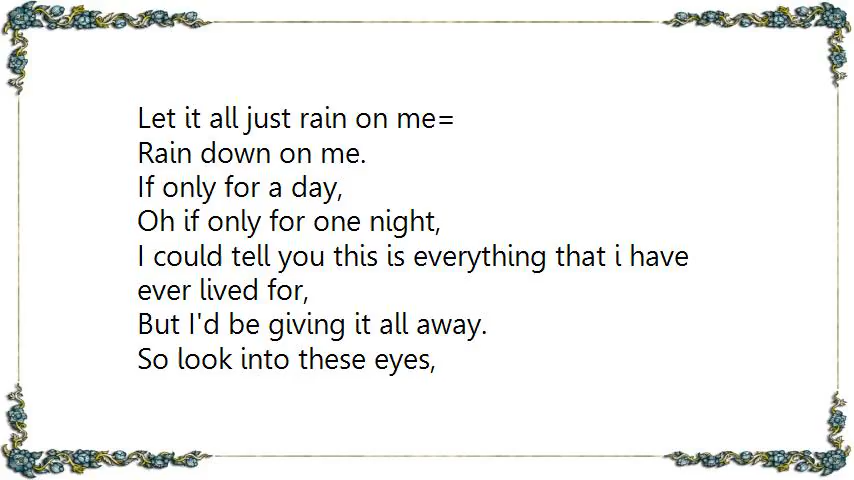 Let it all just rain on me=
Rain down on me.
If only for a day,
Oh if only for one night,
I could tell you this is everything that i have
ever lived for,
But I'd be giving it all away.
So look into these eyes,